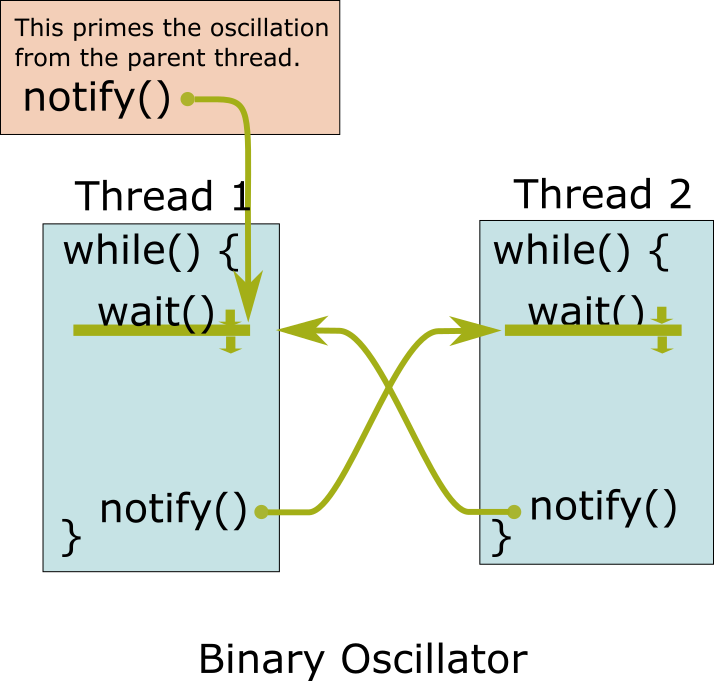 This primes the oscillation
from the parent thread.
notify()
Thread 1
while() {
wait()
notify()
}
Thread 2
while() {
wait()
notify()
}
Binary Oscillator